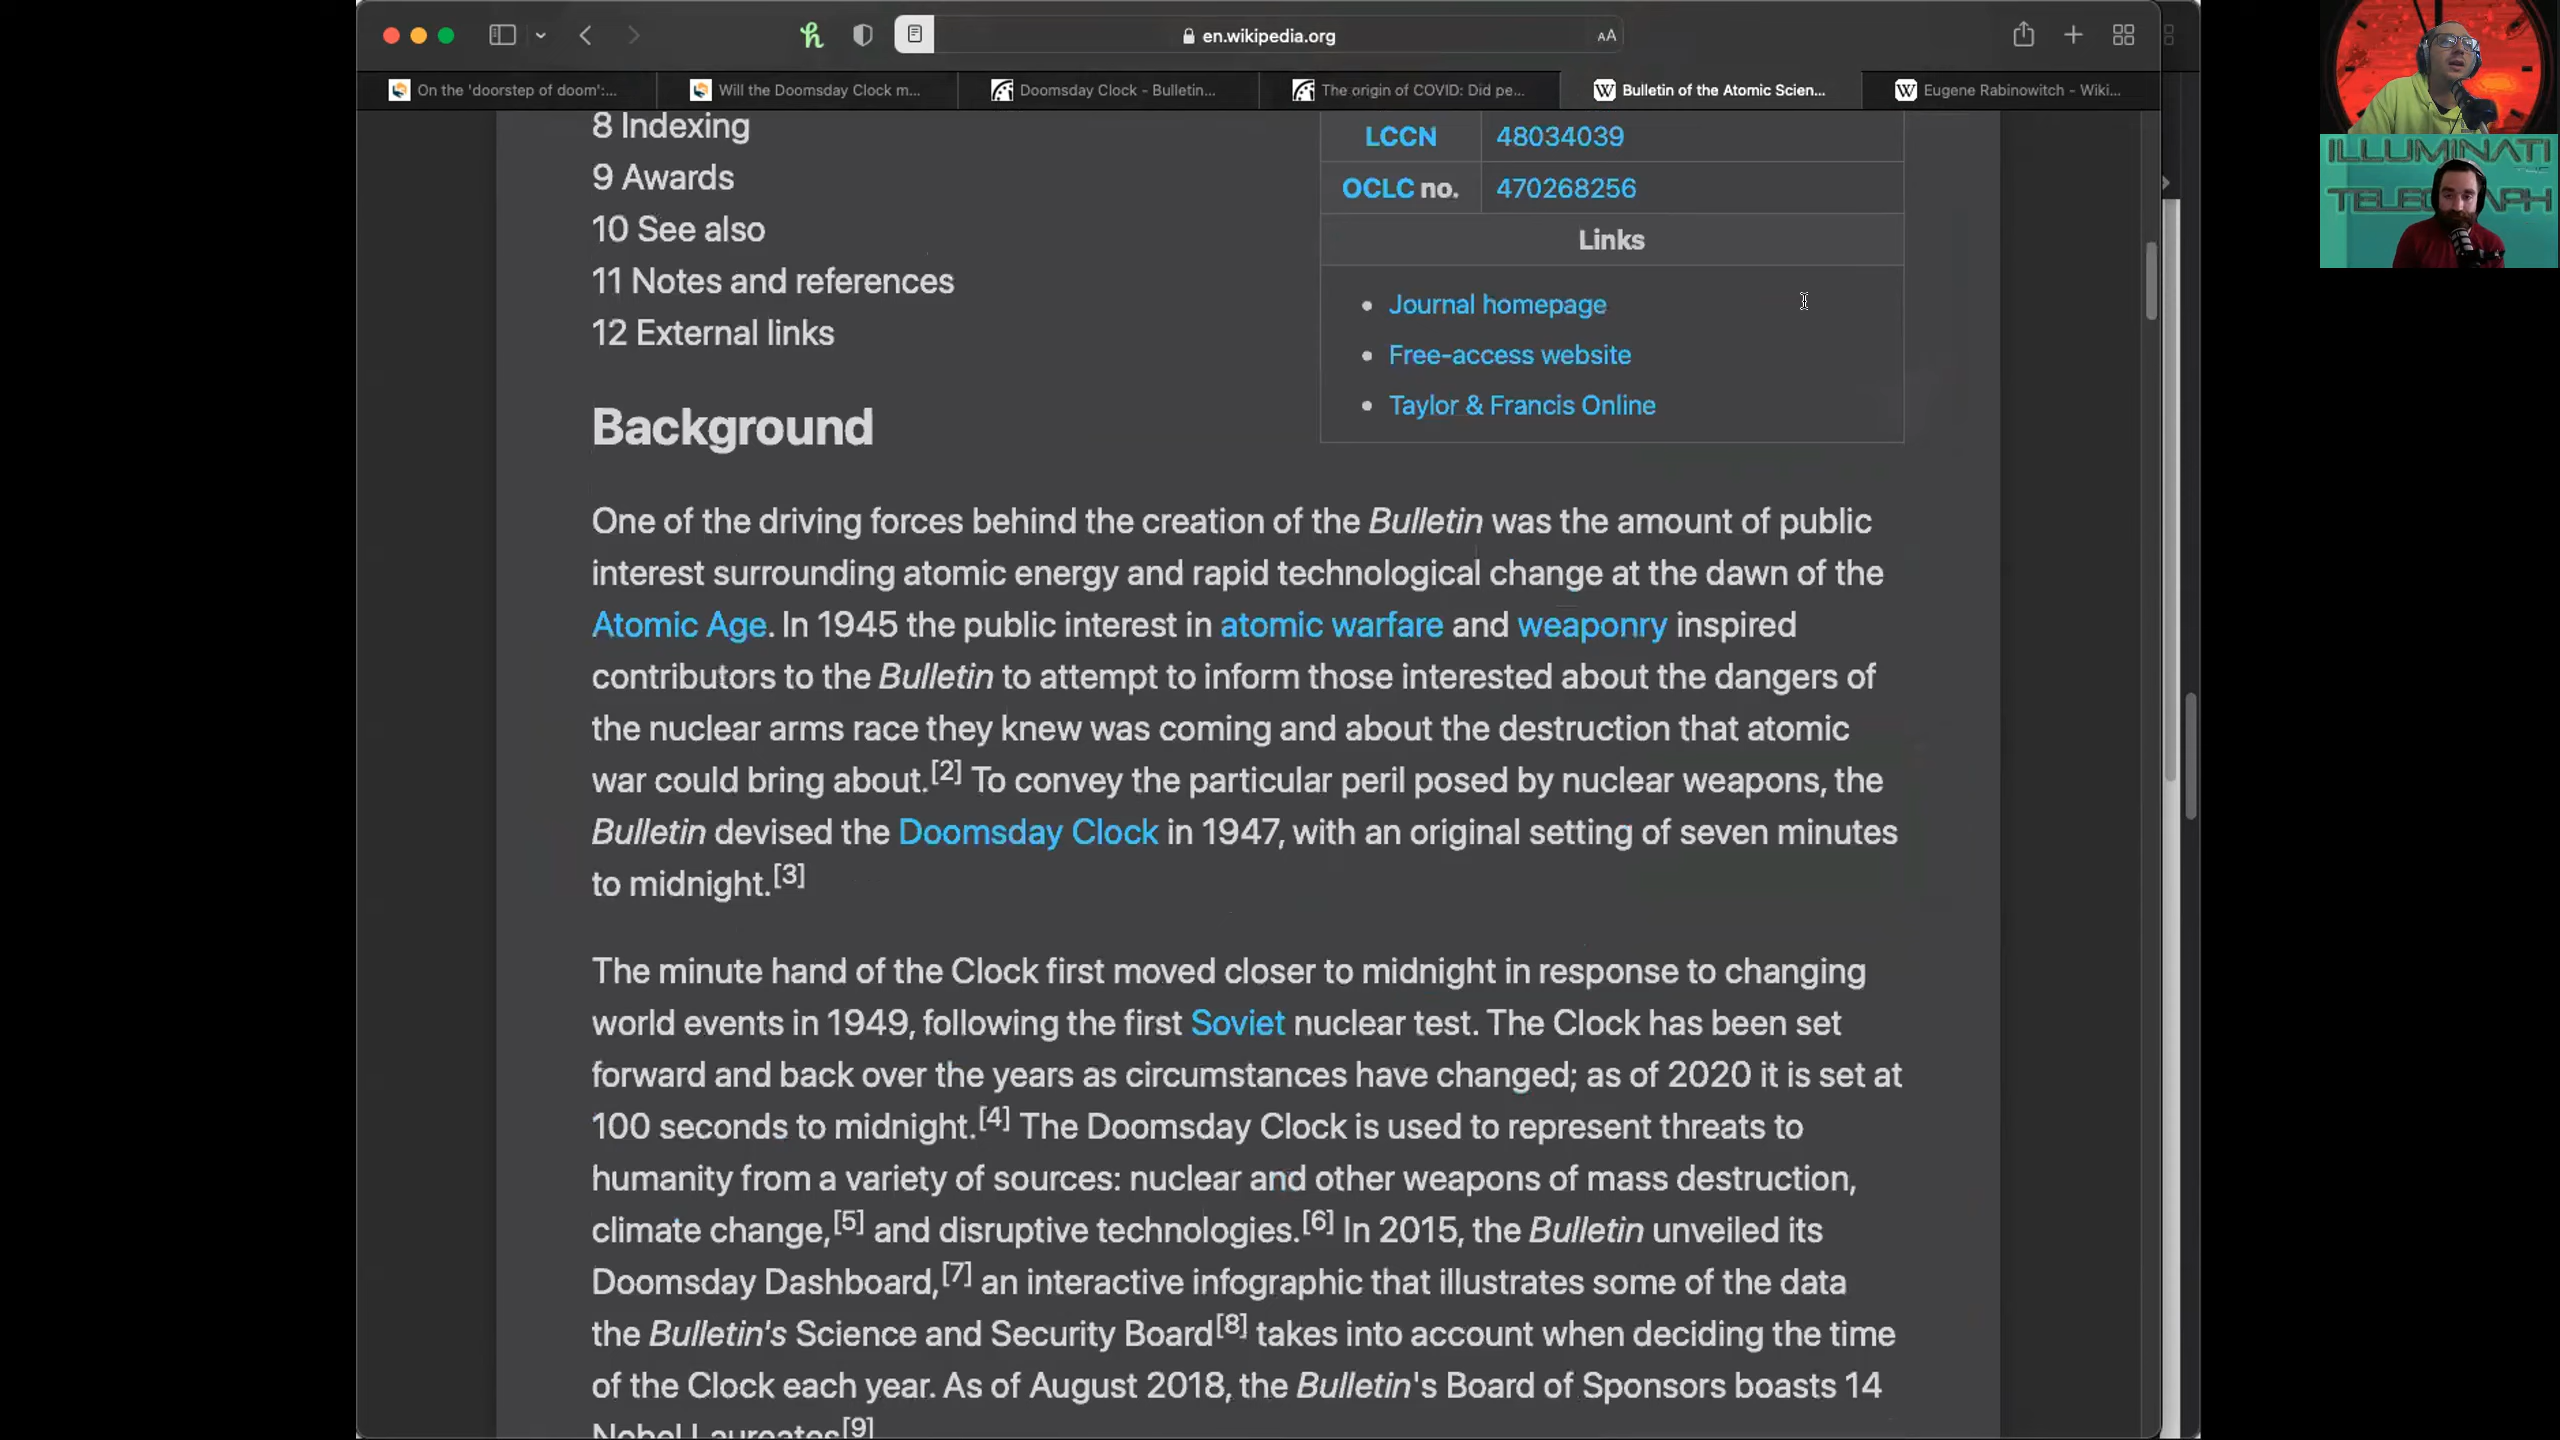 en.wikipedia.org
AA
On the 'doorstep of doom':...
Will the Doomsday Clock m...
Doomsday Clock - Bulletin...
The origin of COVID: Did pe...
Bulletin of the Atomic Scien...
Eugene Rabinowitch - Wiki...
ILLUMINATI
8 Indexing
9 Awards
10 See also
11 Notes and references
12 External links
LCCN 48034039
OCLC no. 470268256
Links
• Journal homepage
• Free-access website
• Taylor & Francis Online
Background
One of the driving forces behind the creation of the Bulletin was the amount of public
interest surrounding atomic energy and rapid technological change at the dawn of the
Atomic Age. In 1945 the public interest in atomic warfare and weaponry inspired
contributors to the Bulletin to attempt to inform those interested about the dangers of
the nuclear arms race they knew was coming and about the destruction that atomic
war could bring about.[2] To convey the particular peril posed by nuclear weapons, the
Bulletin devised the Doomsday Clock in 1947, with an original setting of seven minutes
to midnight.[3]
The minute hand of the Clock first moved closer to midnight in response to changing
world events in 1949, following the first Soviet nuclear test. The Clock has been set
forward and back over the years as circumstances have changed; as of 2020 it is set at
100 seconds to midnight.[4] The Doomsday Clock is used to represent threats to
humanity from a variety of sources: nuclear and other weapons of mass destruction,
climate change,[5] and disruptive technologies.[6] In 2015, the Bulletin unveiled its
Doomsday Dashboard,[7] an interactive infographic that illustrates some of the data
the Bulletin's Science and Security Board[8] takes into account when deciding the time
of the Clock each year. As of August 2018, the Bulletin's Board of Sponsors boasts 14
Nobel Laureates[9]